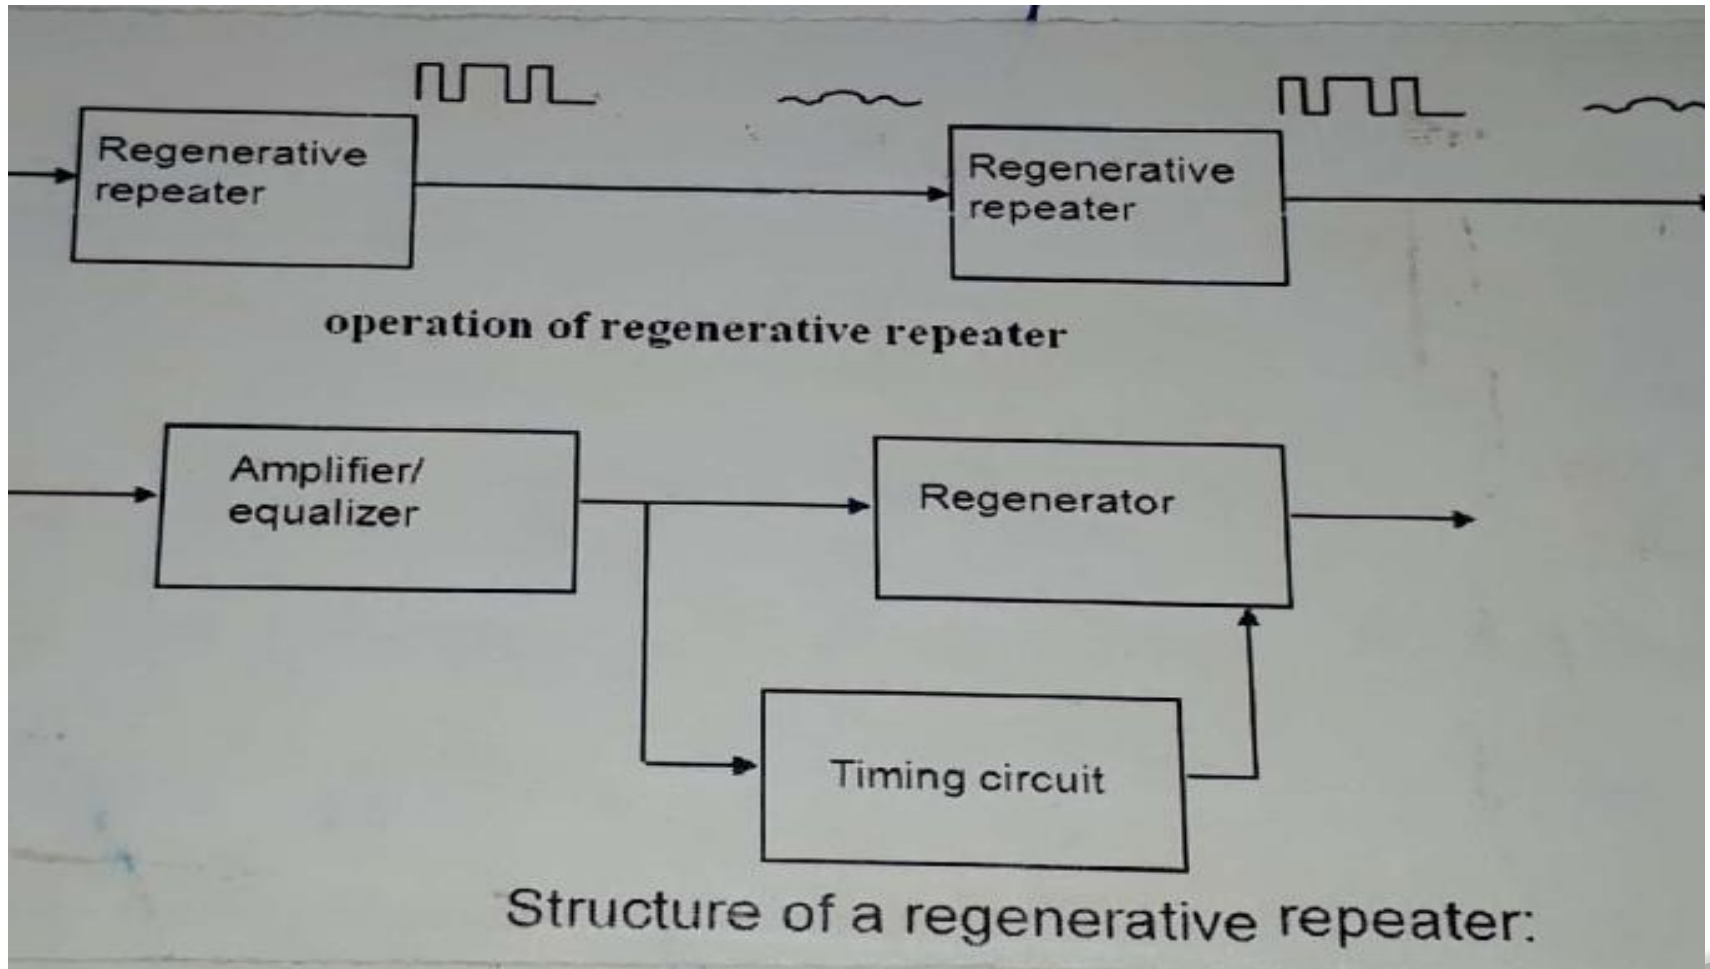 Regenerative
repeater
Regenerative
repeater
operation of regenerative repeater
Amplifier/
equalizer
Regenerator
Timing circuit
Structure of a regenerative repeater: